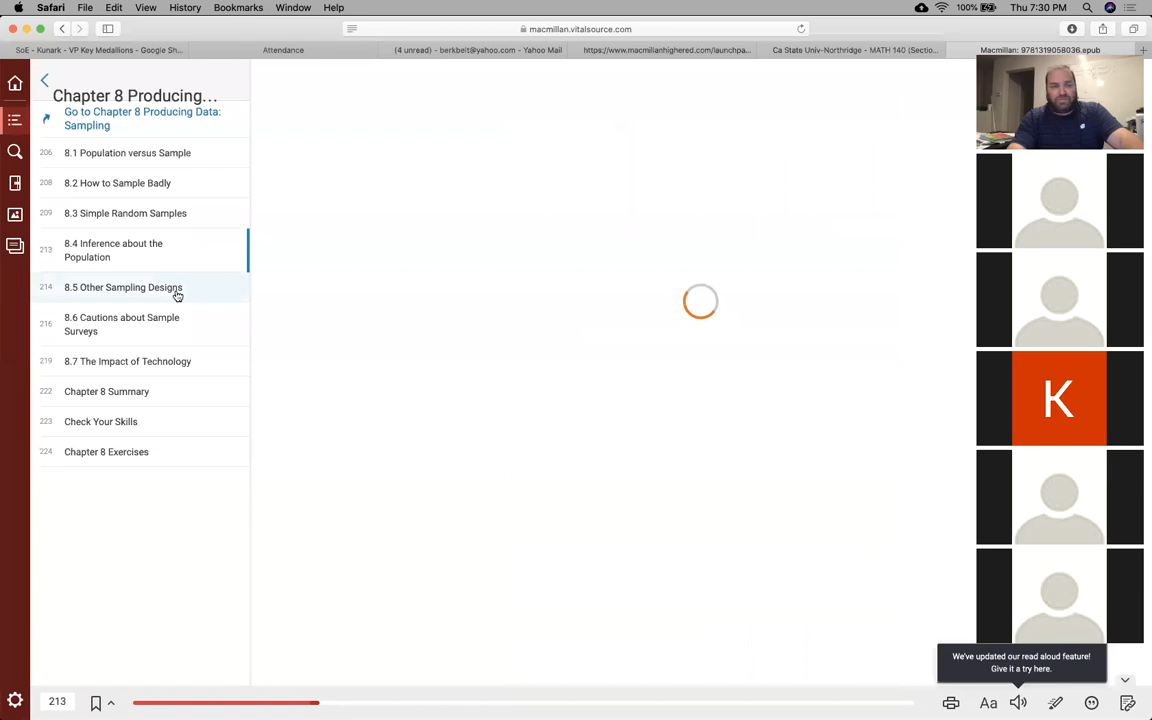 Safari File Edit View History Bookmarks Window Help
100% Thu 7:30 PM
macmillan.vitalsource.com
SoE - Kunark - VP Key Medallions - Google Sh...
Attendance
(4 unread) - berkbeit@yahoo.com - Yahoo Mail
https://www.macmillanhighered.com/launchpa...
Ca State Univ-Northridge - MATH 140 (Sectio...
Macmillan: 9781319058036.epub
Chapter 8 Producing...
Go to Chapter 8 Producing Data:
Sampling
206 8.1 Population versus Sample
208 8.2 How to Sample Badly
209 8.3 Simple Random Samples
213 8.4 Inference about the
Population
214 8.5 Other Sampling Designs
216 8.6 Cautions about Sample
Surveys
219 8.7 The Impact of Technology
222 Chapter 8 Summary
223 Check Your Skills
224 Chapter 8 Exercises
K
We've updated our read aloud feature!
Give it a try here.
213
Aa